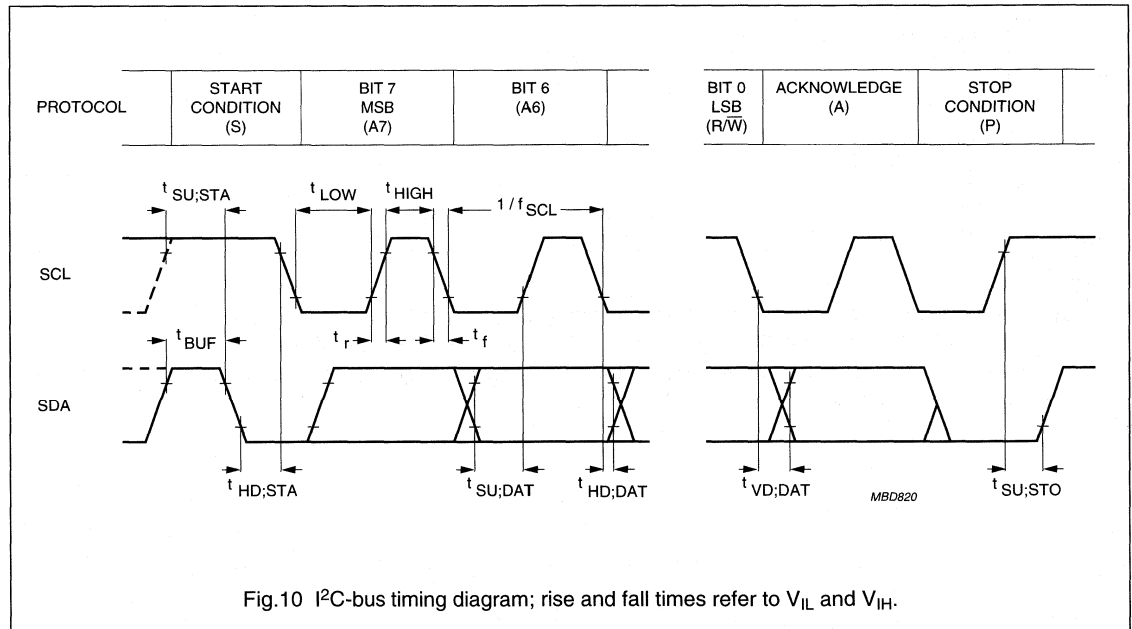 PROTOCOL
START
CONDITION
(S)
BIT 7
MSB
(A7)
BIT 6
(A6)
BIT 0
LSB
(R/W̅)
ACKNOWLEDGE
(A)
STOP
CONDITION
(P)
t SU;STA
t LOW
t HIGH
1 / f SCL
SCL
t BUF
t r
t f
SDA
t HD;STA
t SU;DAT
t HD;DAT
t VD;DAT
MBD820
t SU;STO
Fig.10 I²C-bus timing diagram; rise and fall times refer to V_IL and V_IH.